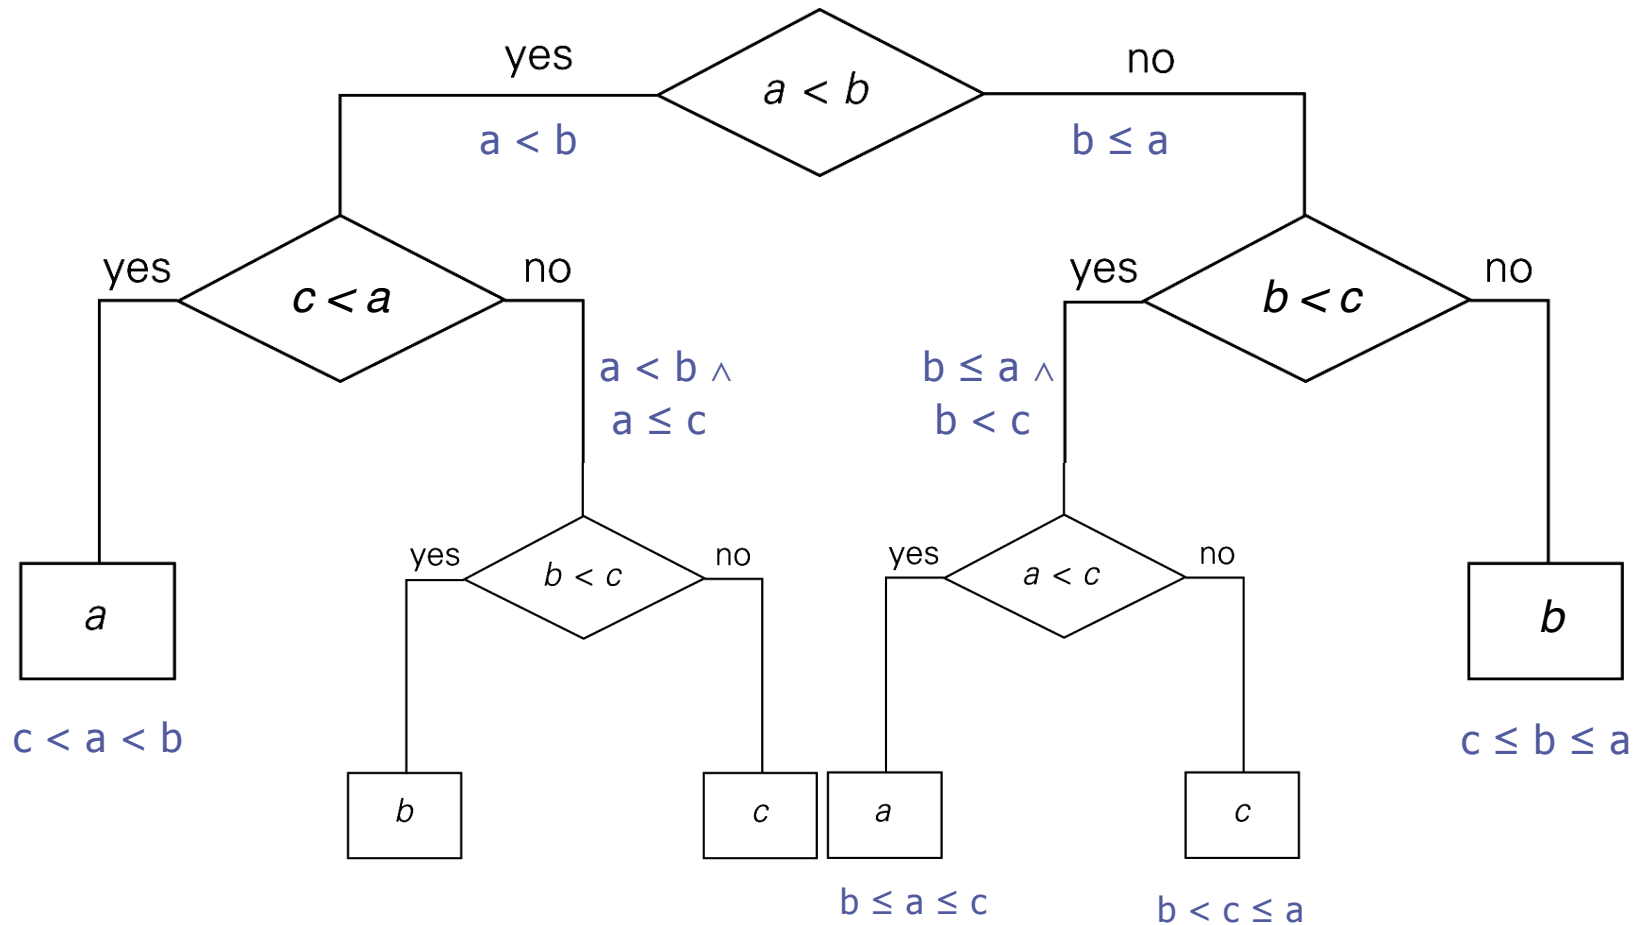 yes
a < b
no
a < b
b ≤ a
yes
c < a
no
yes
b < c
no
a < b ∧
a ≤ c
b ≤ a ∧
b < c
yes
b < c
no
yes
a < c
no
a
b
c < a < b
c ≤ b ≤ a
b
c
a
c
b ≤ a ≤ c
b < c ≤ a